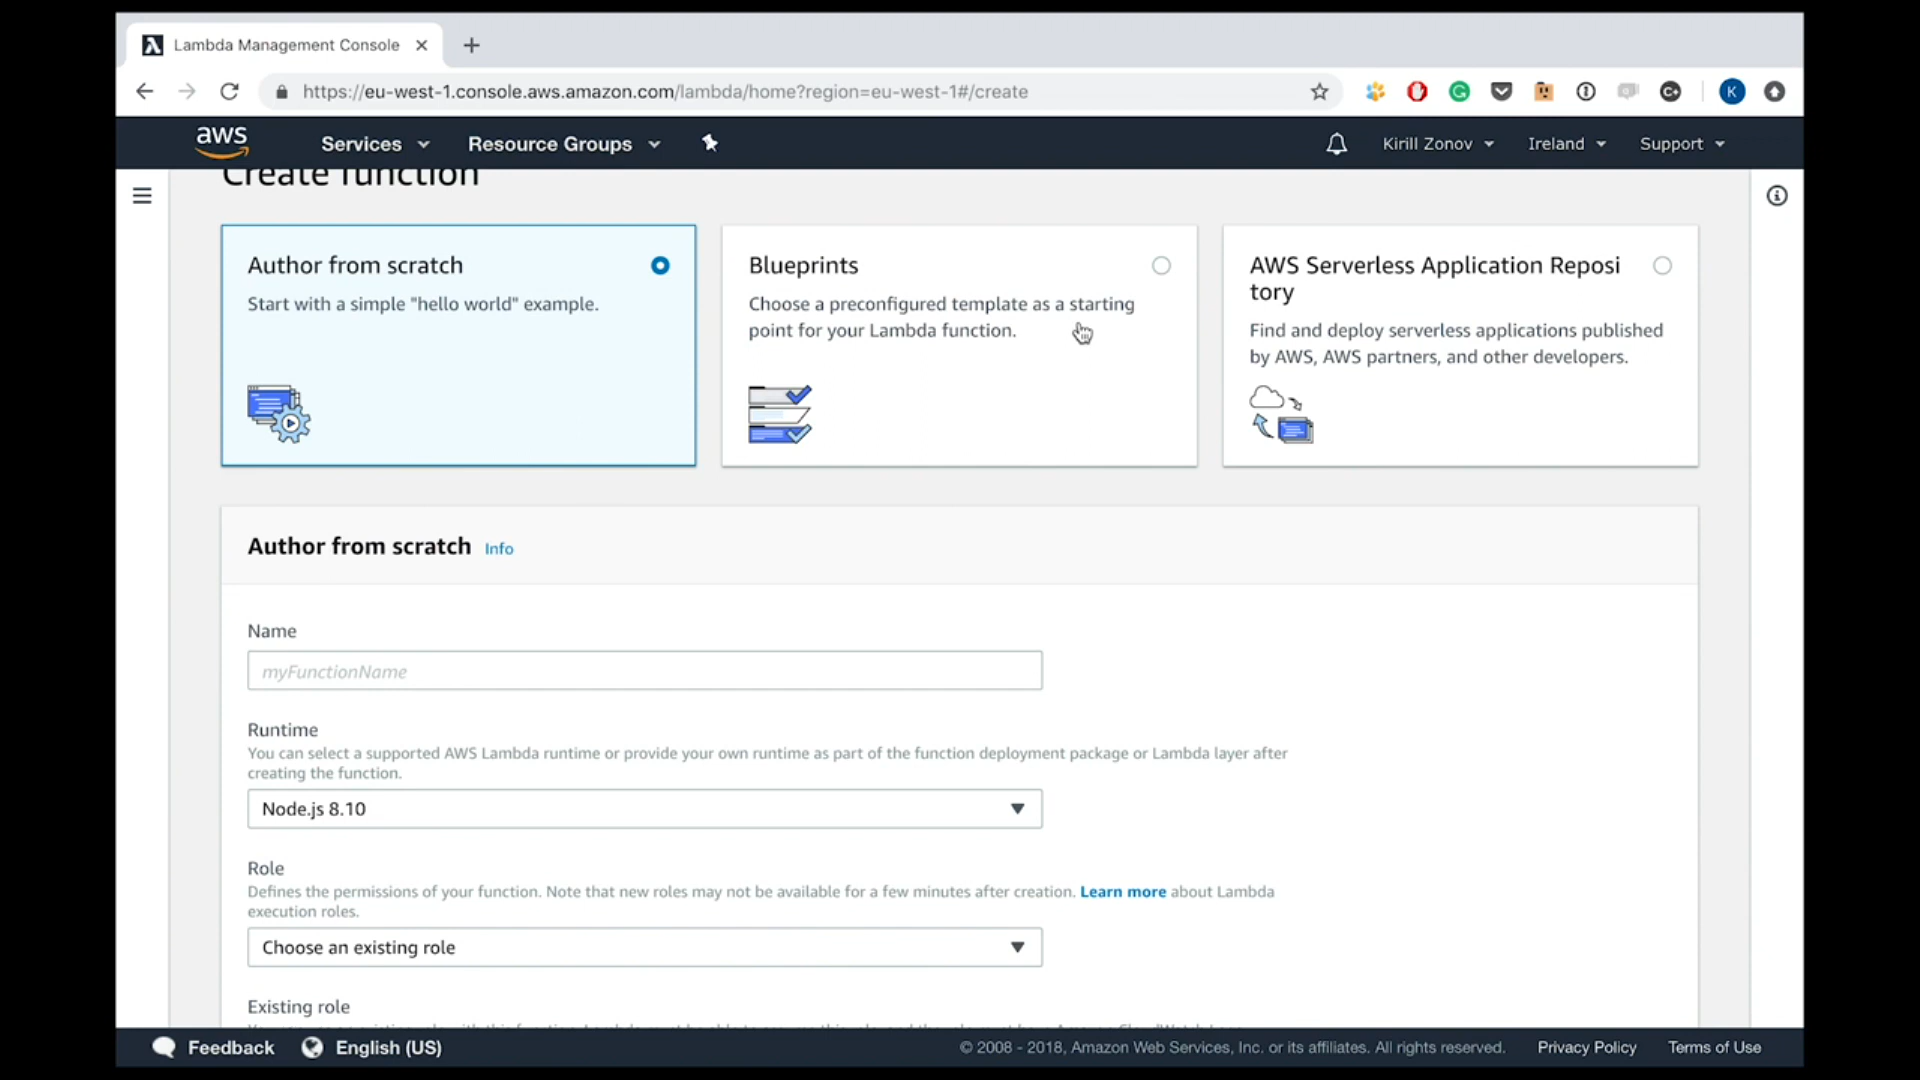 Lambda Management Console
https://eu-west-1.console.aws.amazon.com/lambda/home?region=eu-west-1#/create
K
aws
Services
Resource Groups
Kirill Zonov
Ireland
Support
Create function
Author from scratch
Start with a simple "hello world" example.
Blueprints
Choose a preconfigured template as a starting
point for your Lambda function.
AWS Serverless Application Reposi
tory
Find and deploy serverless applications published
by AWS, AWS partners, and other developers.
Author from scratch Info
Name
myFunctionName
Runtime
You can select a supported AWS Lambda runtime or provide your own runtime as part of the function deployment package or Lambda layer after
creating the function.
Node.js 8.10
Role
Defines the permissions of your function. Note that new roles may not be available for a few minutes after creation. Learn more about Lambda
execution roles.
Choose an existing role
Existing role
Feedback
English (US)
© 2008 - 2018, Amazon Web Services, Inc. or its affiliates. All rights reserved.
Privacy Policy
Terms of Use